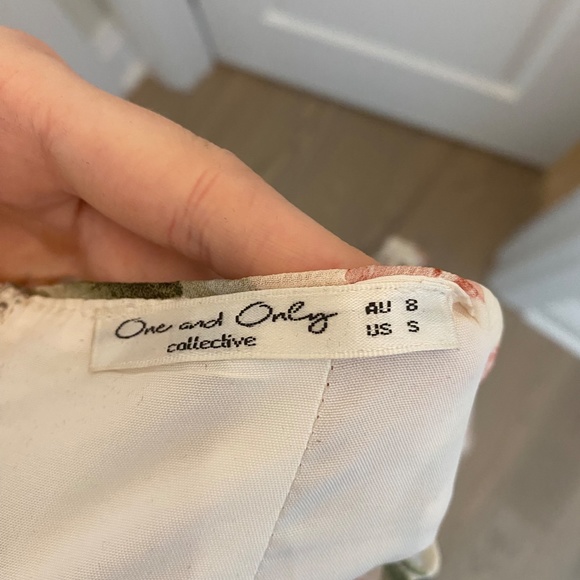 One and Only
collective
AU 8
US S